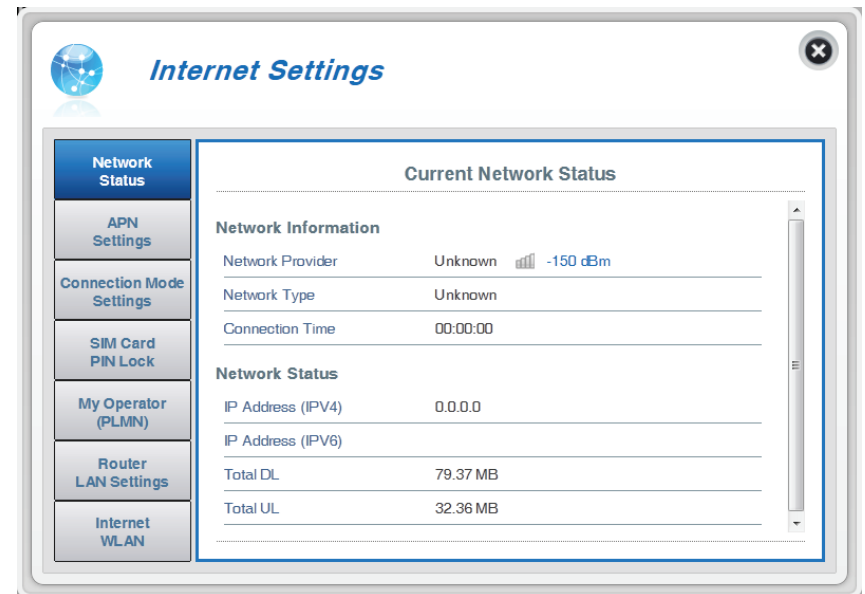 Internet Settings
Network
Status
APN
Settings
Connection Mode
Settings
SIM Card
PIN Lock
My Operator
(PLMN)
Router
LAN Settings
Internet
WLAN
Current Network Status
Network Information
Network Provider Unknown -150 dBm
Network Type Unknown
Connection Time 00:00:00
Network Status
IP Address (IPV4) 0.0.0.0
IP Address (IPV6)
Total DL 79.37 MB
Total UL 32.36 MB